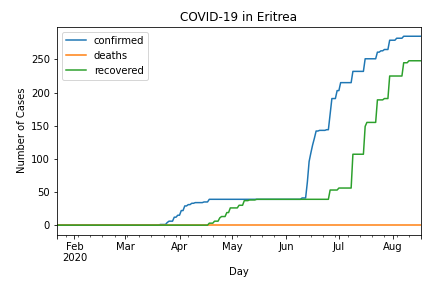 COVID-19 in Eritrea
confirmed
deaths
recovered
Number of Cases
250
200
150
100
50
0
Feb Mar Apr May Jun Jul Aug
2020
Day